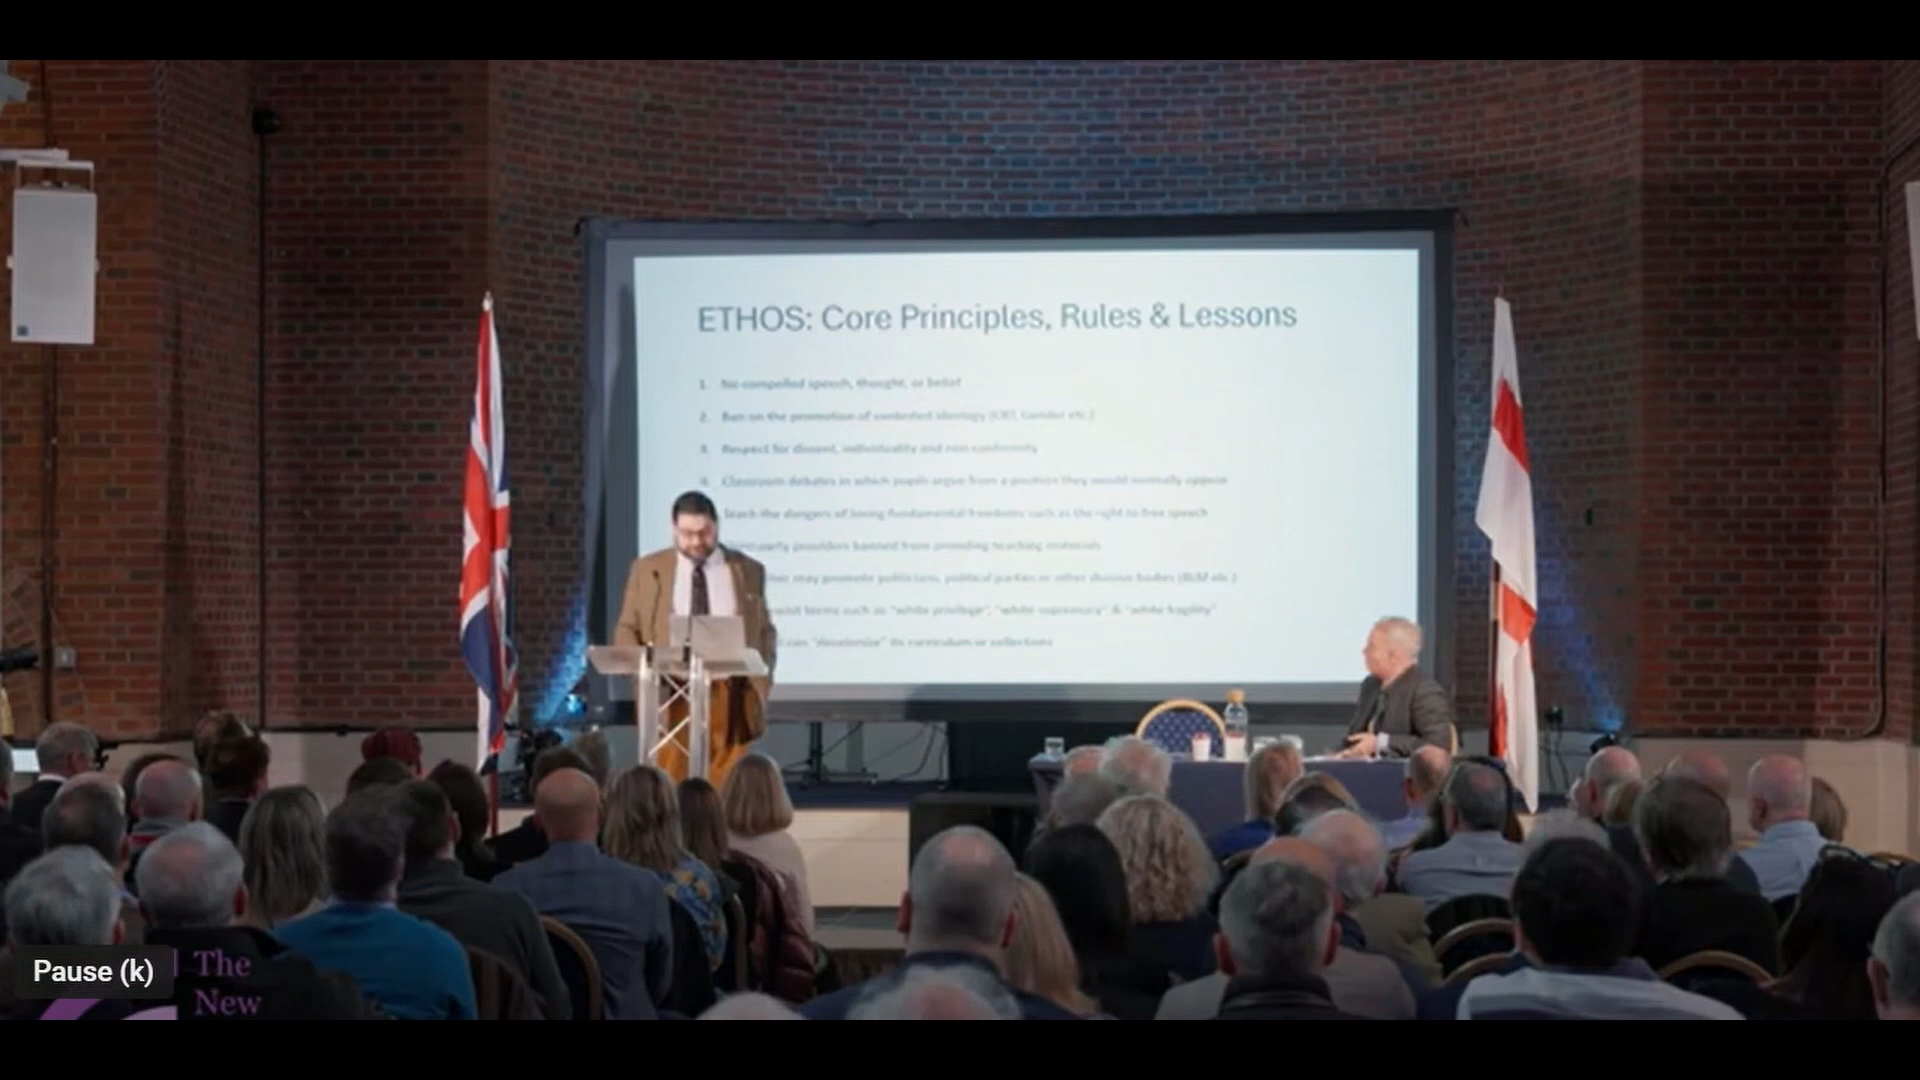 ETHOS: Core Principles, Rules & Lessons
1. No compelled speech, thought, or belief
2. Ban on the promotion of contested ideology (CRT, Gender etc.)
3. Respect for dissent, individuality and non-conformity
4. Classroom debates in which pupils argue from a position they would normally oppose
Teach the dangers of losing fundamental freedoms such as the right to free speech
providers banned from providing teaching materials
may promote politicians, political parties or other divisive bodies (BLM etc.)
terms such as "white privilege", "white supremacy" & "white fragility"
can "decolonize" its curriculum or collections
Pause (k)
The
New